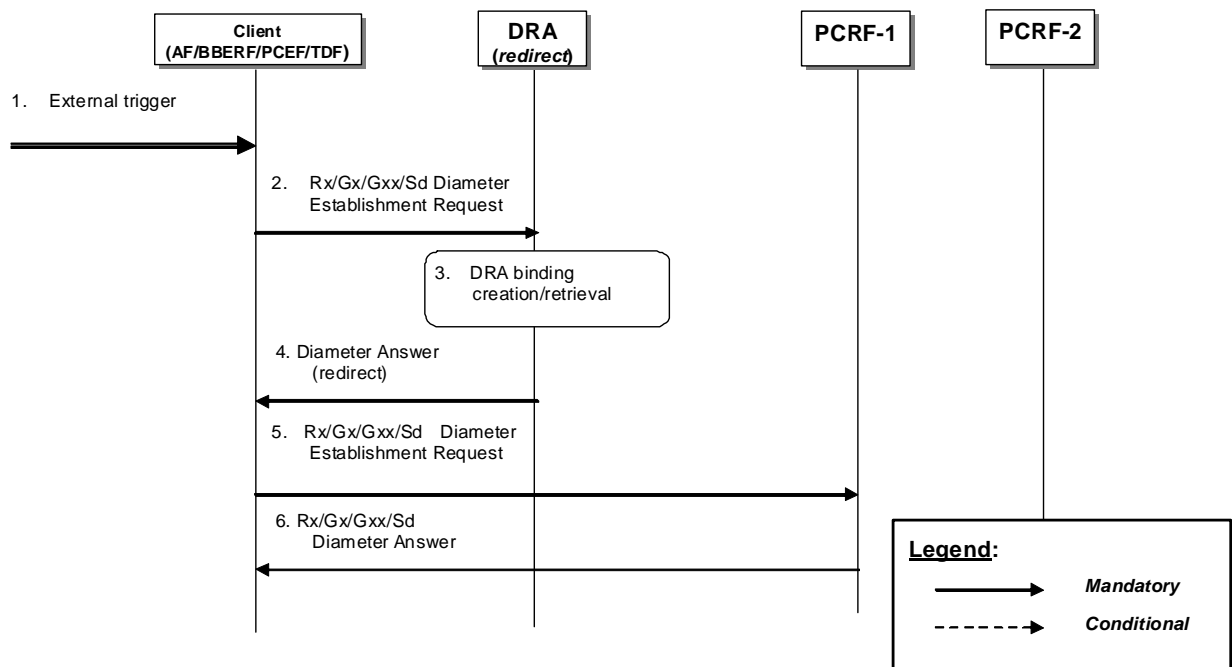 Client
(AF/BBERF/PCEF/TDF)
DRA
(redirect)
PCRF-1
PCRF-2
1. External trigger
2. Rx/Gx/Gxx/Sd Diameter
Establishment Request
3. DRA binding
creation/retrieval
4. Diameter Answer
(redirect)
5. Rx/Gx/Gxx/Sd Diameter
Establishment Request
6. Rx/Gx/Gxx/Sd
Diameter Answer
Legend:
Mandatory
Conditional